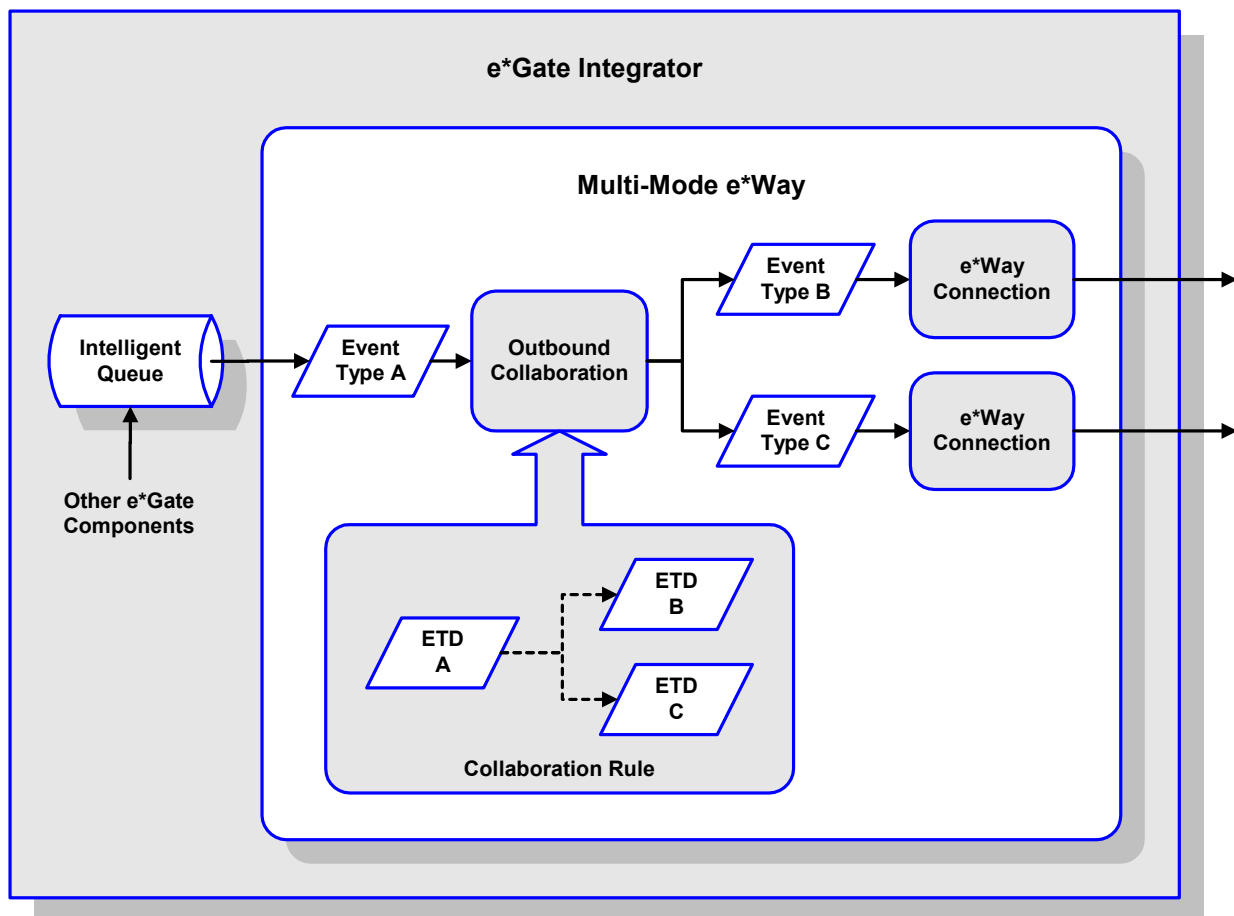 e*Gate Integrator
Multi-Mode e*Way
Event
Type B
e*Way
Connection
Intelligent
Queue
Event
Type A
Outbound
Collaboration
Event
Type C
e*Way
Connection
Other e*Gate
Components
ETD
B
ETD
A
ETD
C
Collaboration Rule